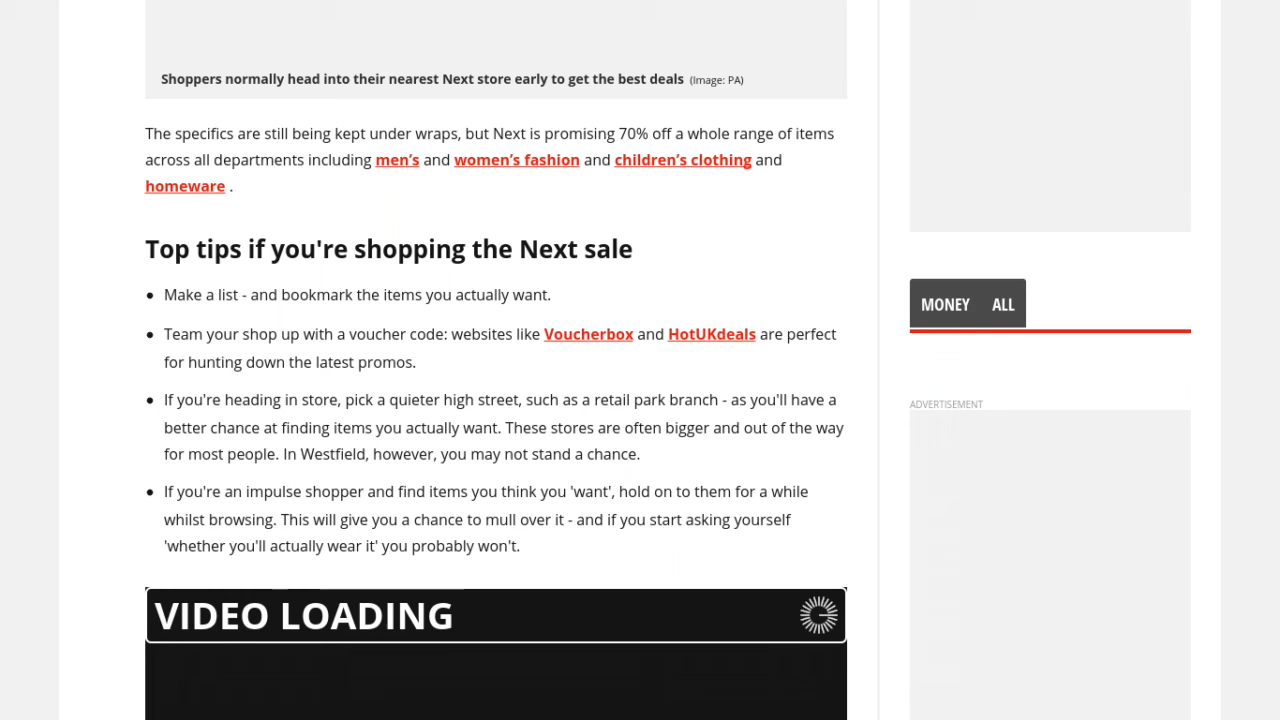 Shoppers normally head into their nearest Next store early to get the best deals (Image: PA)
The specifics are still being kept under wraps, but Next is promising 70% off a whole range of items
across all departments including men’s and women’s fashion and children’s clothing and
homeware .
Top tips if you're shopping the Next sale
● Make a list - and bookmark the items you actually want.
● Team your shop up with a voucher code: websites like Voucherbox and HotUKdeals are perfect
for hunting down the latest promos.
● If you're heading in store, pick a quieter high street, such as a retail park branch - as you'll have a
better chance at finding items you actually want. These stores are often bigger and out of the way
for most people. In Westfield, however, you may not stand a chance.
● If you're an impulse shopper and find items you think you 'want', hold on to them for a while
whilst browsing. This will give you a chance to mull over it - and if you start asking yourself
'whether you'll actually wear it' you probably won't.
VIDEO LOADING
MONEY ALL
ADVERTISEMENT